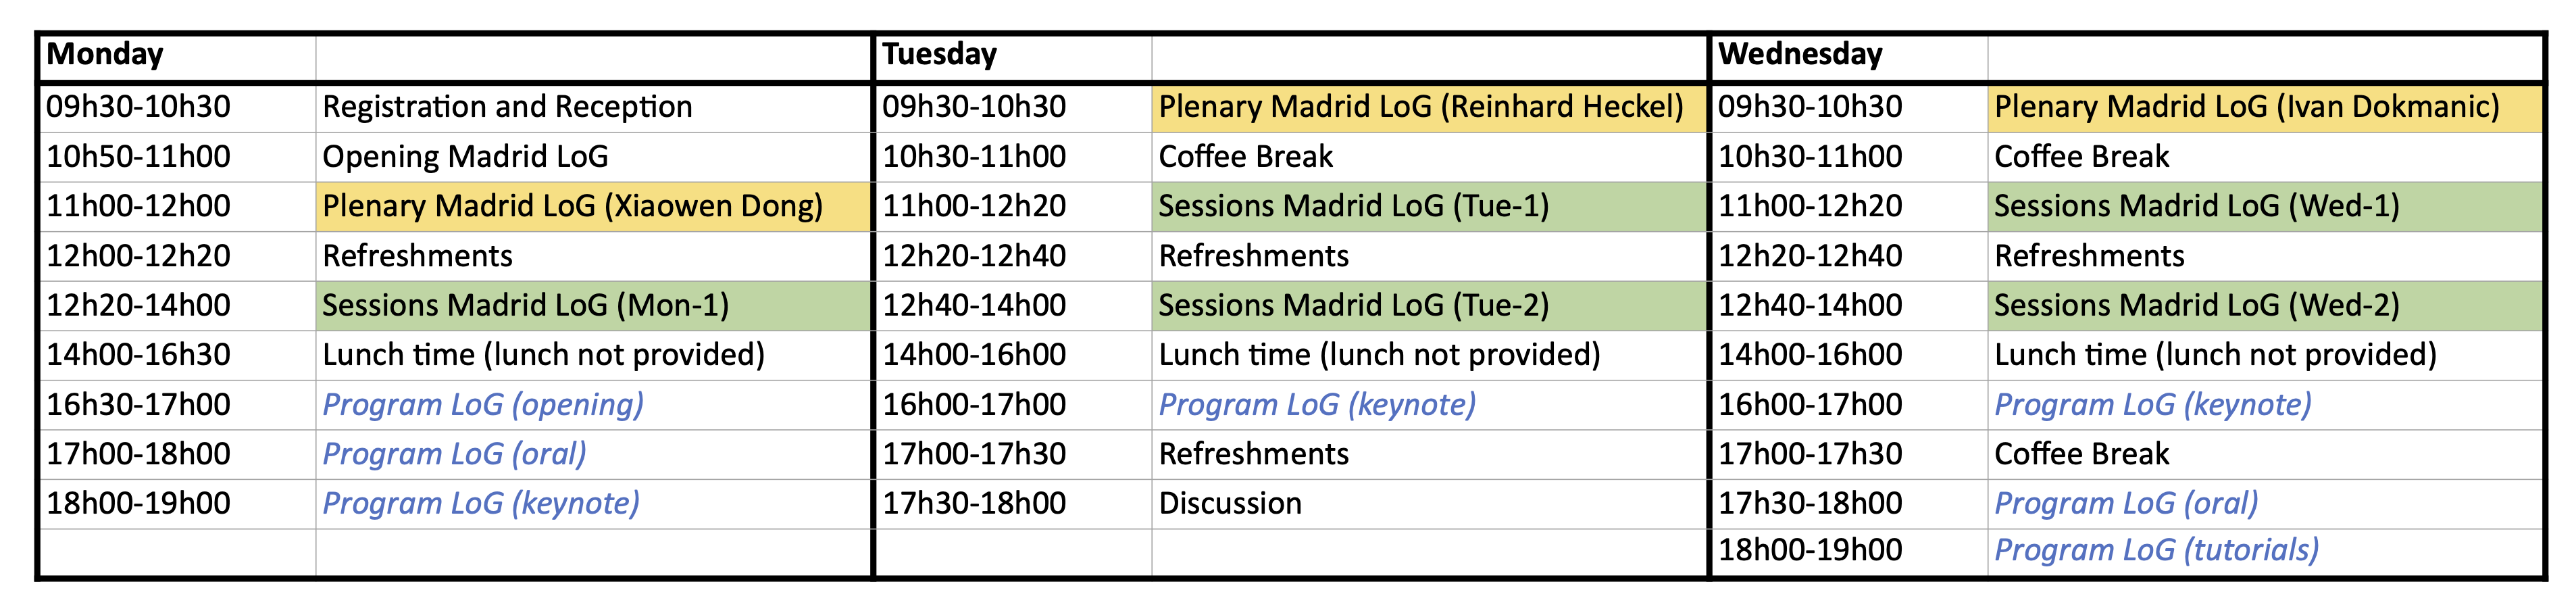 Monday Tuesday Wednesday
09h30-10h30 Registration and Reception 09h30-10h30 Plenary Madrid LoG (Reinhard Heckel) 09h30-10h30 Plenary Madrid LoG (Ivan Dokmanic)
10h50-11h00 Opening Madrid LoG 10h30-11h00 Coffee Break 10h30-11h00 Coffee Break
11h00-12h00 Plenary Madrid LoG (Xiaowen Dong) 11h00-12h20 Sessions Madrid LoG (Tue-1) 11h00-12h20 Sessions Madrid LoG (Wed-1)
12h00-12h20 Refreshments 12h20-12h40 Refreshments 12h20-12h40 Refreshments
12h20-14h00 Sessions Madrid LoG (Mon-1) 12h40-14h00 Sessions Madrid LoG (Tue-2) 12h40-14h00 Sessions Madrid LoG (Wed-2)
14h00-16h30 Lunch time (lunch not provided) 14h00-16h00 Lunch time (lunch not provided) 14h00-16h00 Lunch time (lunch not provided)
16h30-17h00 Program LoG (opening) 16h00-17h00 Program LoG (keynote) 16h00-17h00 Program LoG (keynote)
17h00-18h00 Program LoG (oral) 17h00-17h30 Refreshments 17h00-17h30 Coffee Break
18h00-19h00 Program LoG (keynote) 17h30-18h00 Discussion 17h30-18h00 Program LoG (oral)
18h00-19h00 Program LoG (tutorials)